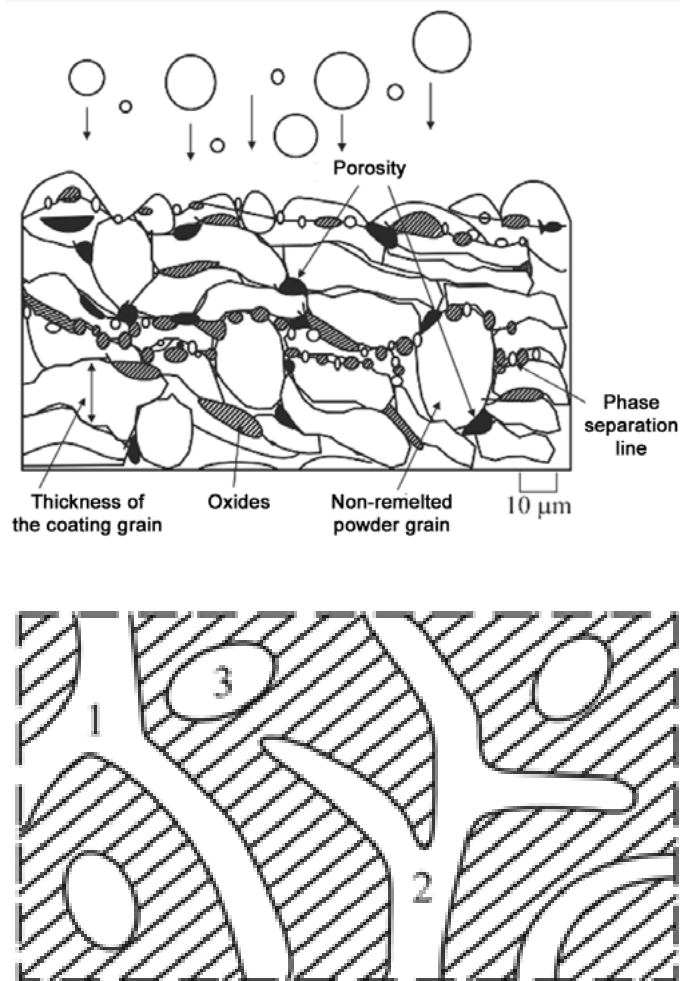 Porosity
Phase
separation
line
Thickness of
the coating grain
Oxides
Non-remelted
powder grain
10 μm
3
1
2